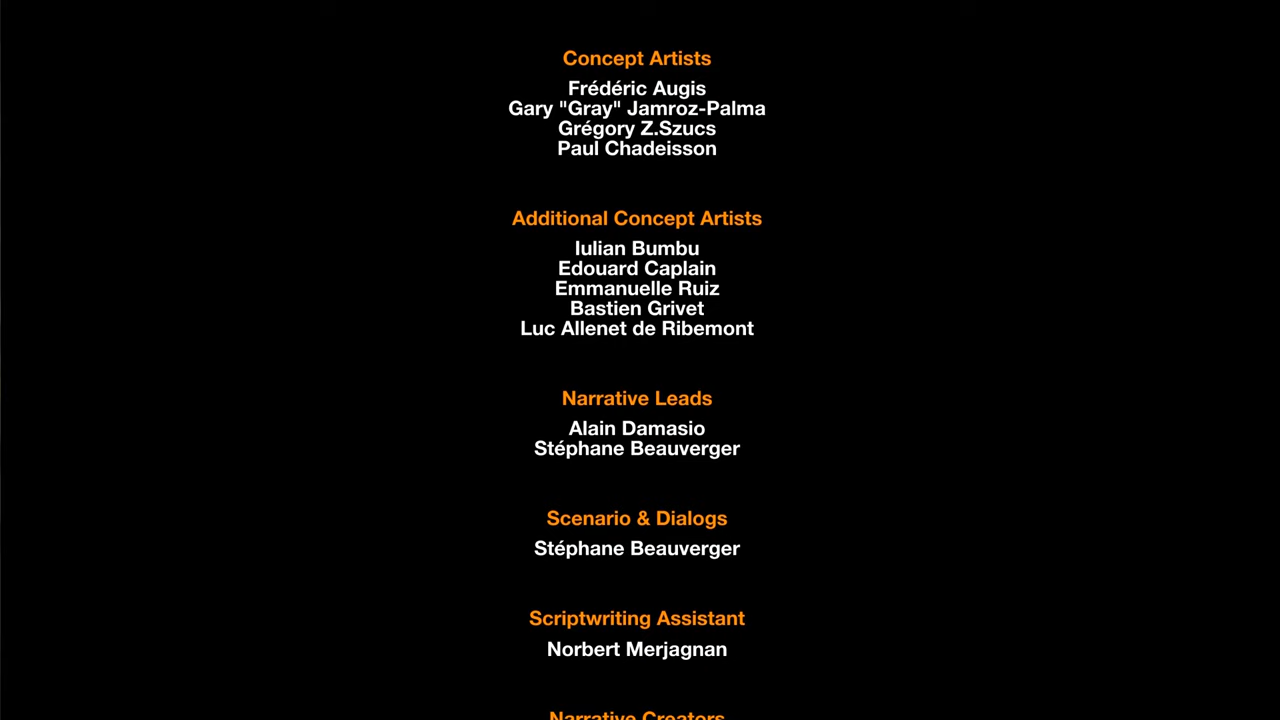 Concept Artists
Frédéric Augis
Gary "Gray" Jamroz-Palma
Grégory Z.Szucs
Paul Chadeisson
Additional Concept Artists
Iulian Bumbu
Edouard Caplain
Emmanuelle Ruiz
Bastien Grivet
Luc Allenet de Ribemont
Narrative Leads
Alain Damasio
Stéphane Beauverger
Scenario & Dialogs
Stéphane Beauverger
Scriptwriting Assistant
Norbert Merjagnan
Narrative Creators